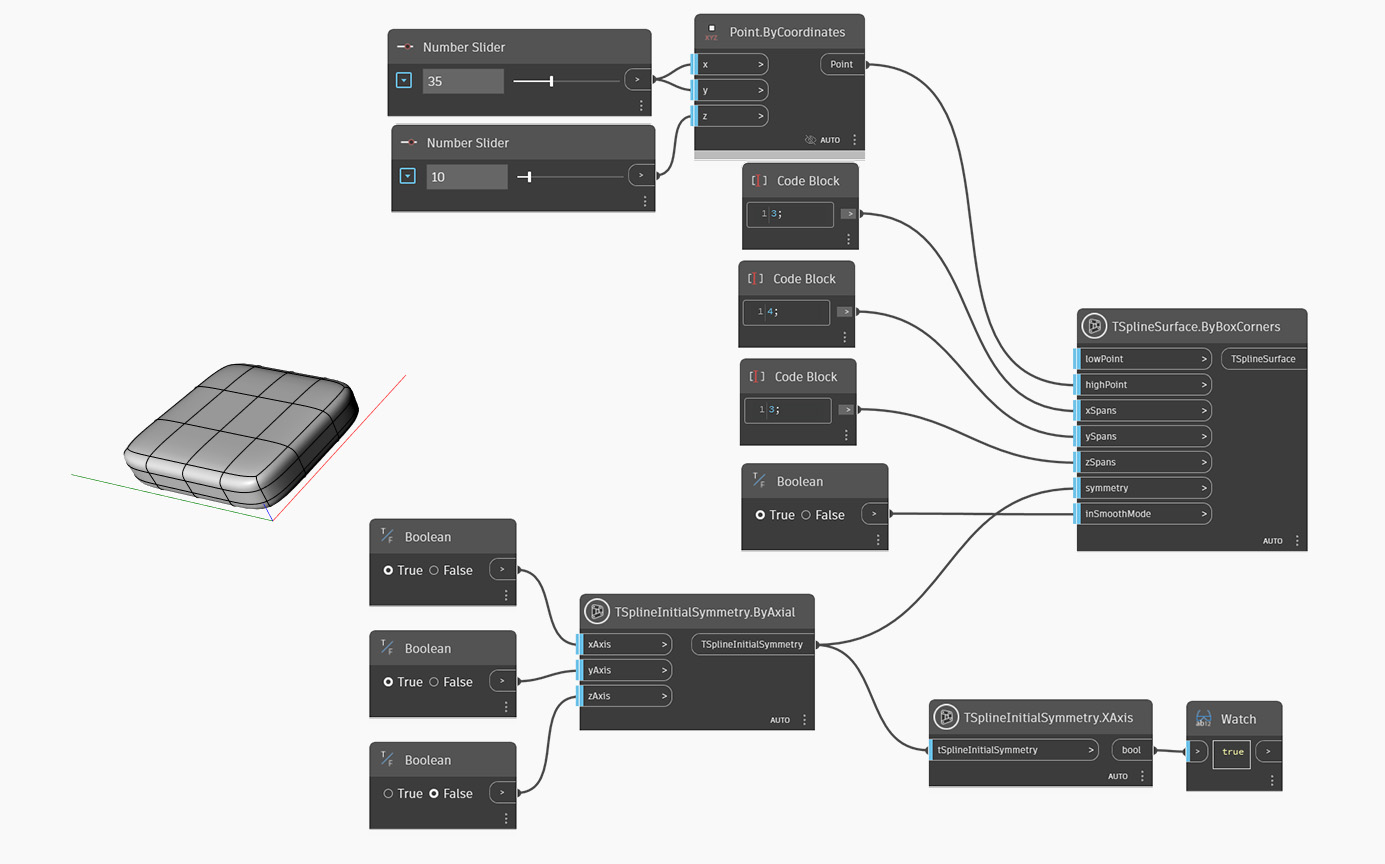 Number Slider
35
>
Number Slider
10
>
Point.ByCoordinates
XYZ
x >
Point
y >
z >
AUTO
Code Block
1 3;
>
Code Block
1 4;
>
Code Block
1 3;
>
Boolean
True False
>
TSplineSurface.ByBoxCorners
lowPoint >
TSplineSurface
highPoint >
xSpans >
ySpans >
zSpans >
symmetry >
inSmoothMode >
AUTO
Boolean
True False
>
Boolean
True False
>
Boolean
True False
>
TSplineInitialSymmetry.ByAxial
xAxis >
TSplineInitialSymmetry
yAxis >
zAxis >
AUTO
TSplineInitialSymmetry.XAxis
tSplineInitialSymmetry >
bool
AUTO
Watch
> true >